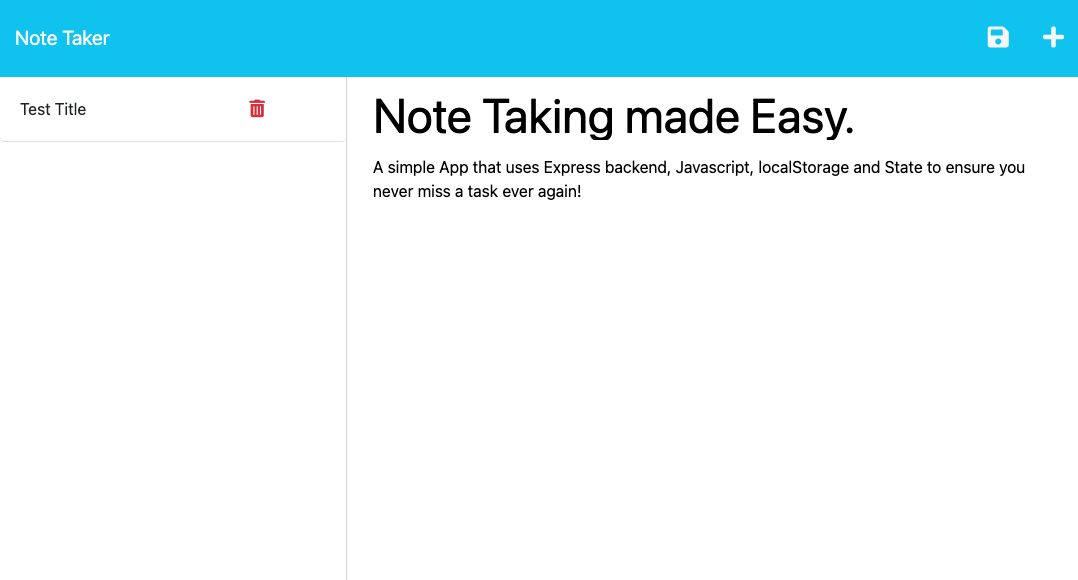 Note Taker
Test Title
Note Taking made Easy.
A simple App that uses Express backend, Javascript, localStorage and State to ensure you
never miss a task ever again!